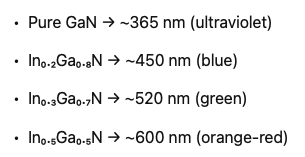 • Pure GaN → ~365 nm (ultraviolet)
• In₀.₂Ga₀.₈N → ~450 nm (blue)
• In₀.₃Ga₀.₇N → ~520 nm (green)
• In₀.₅Ga₀.₅N → ~600 nm (orange-red)